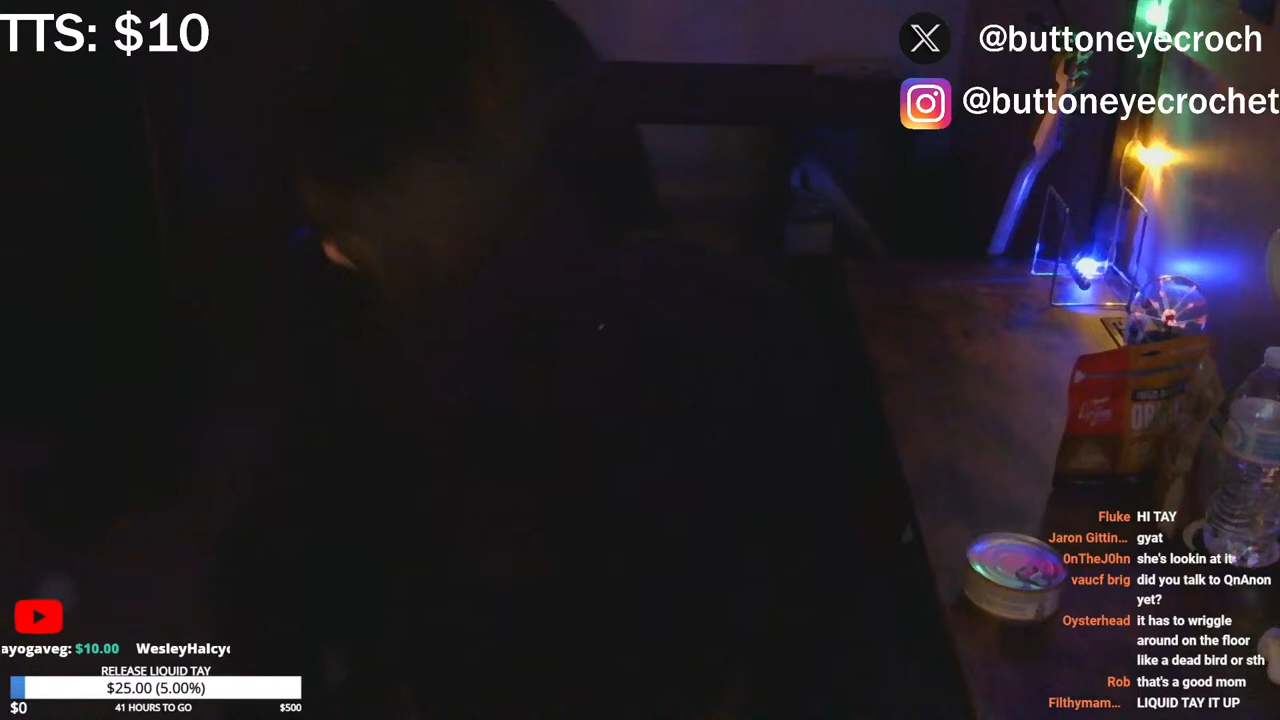 TTS: $10
@buttoneyecroch
@buttoneyecrochet
Fluke HI TAY
Jaron Gittin... gyat
0nTheJ0hn she's lookin at it
vaucf brig did you talk to QnAnon
yet?
Oysterhead it has to wriggle
around on the floor
like a dead bird or sth
Rob that's a good mom
Filthymam... LIQUID TAY IT UP
ayogaveg: $10.00 WesleyHalcy
RELEASE LIQUID TAY
$25.00 (5.00%)
$0 41 HOURS TO GO $500